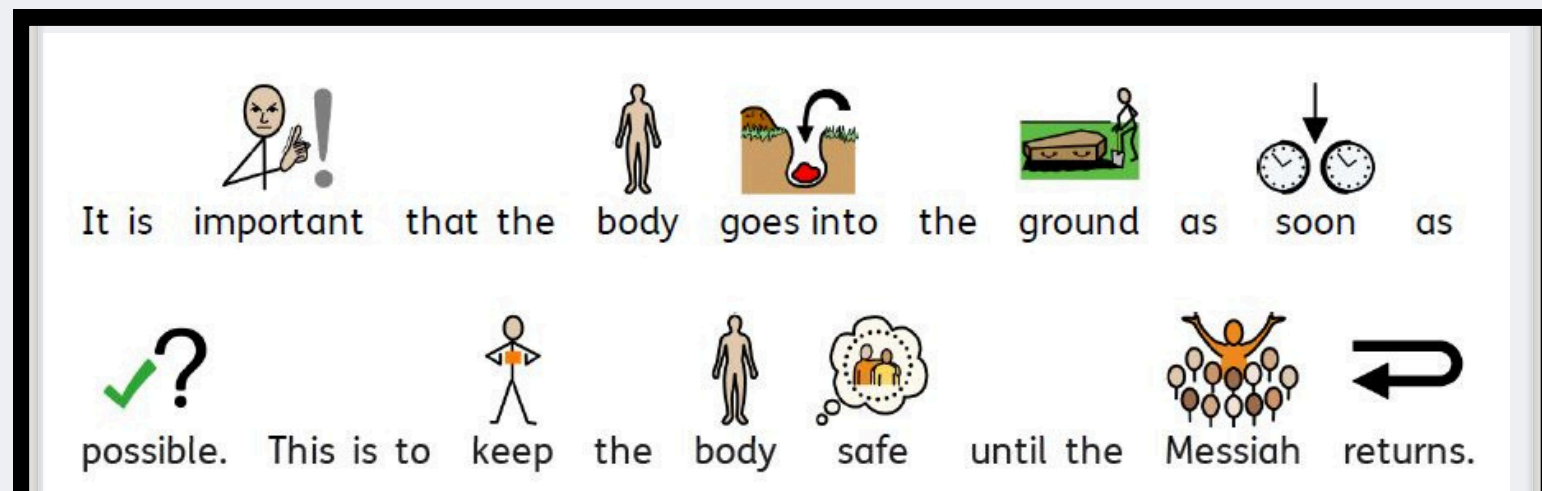 It is important that the body goes into the ground as soon as
possible. This is to keep the body safe until the Messiah returns.